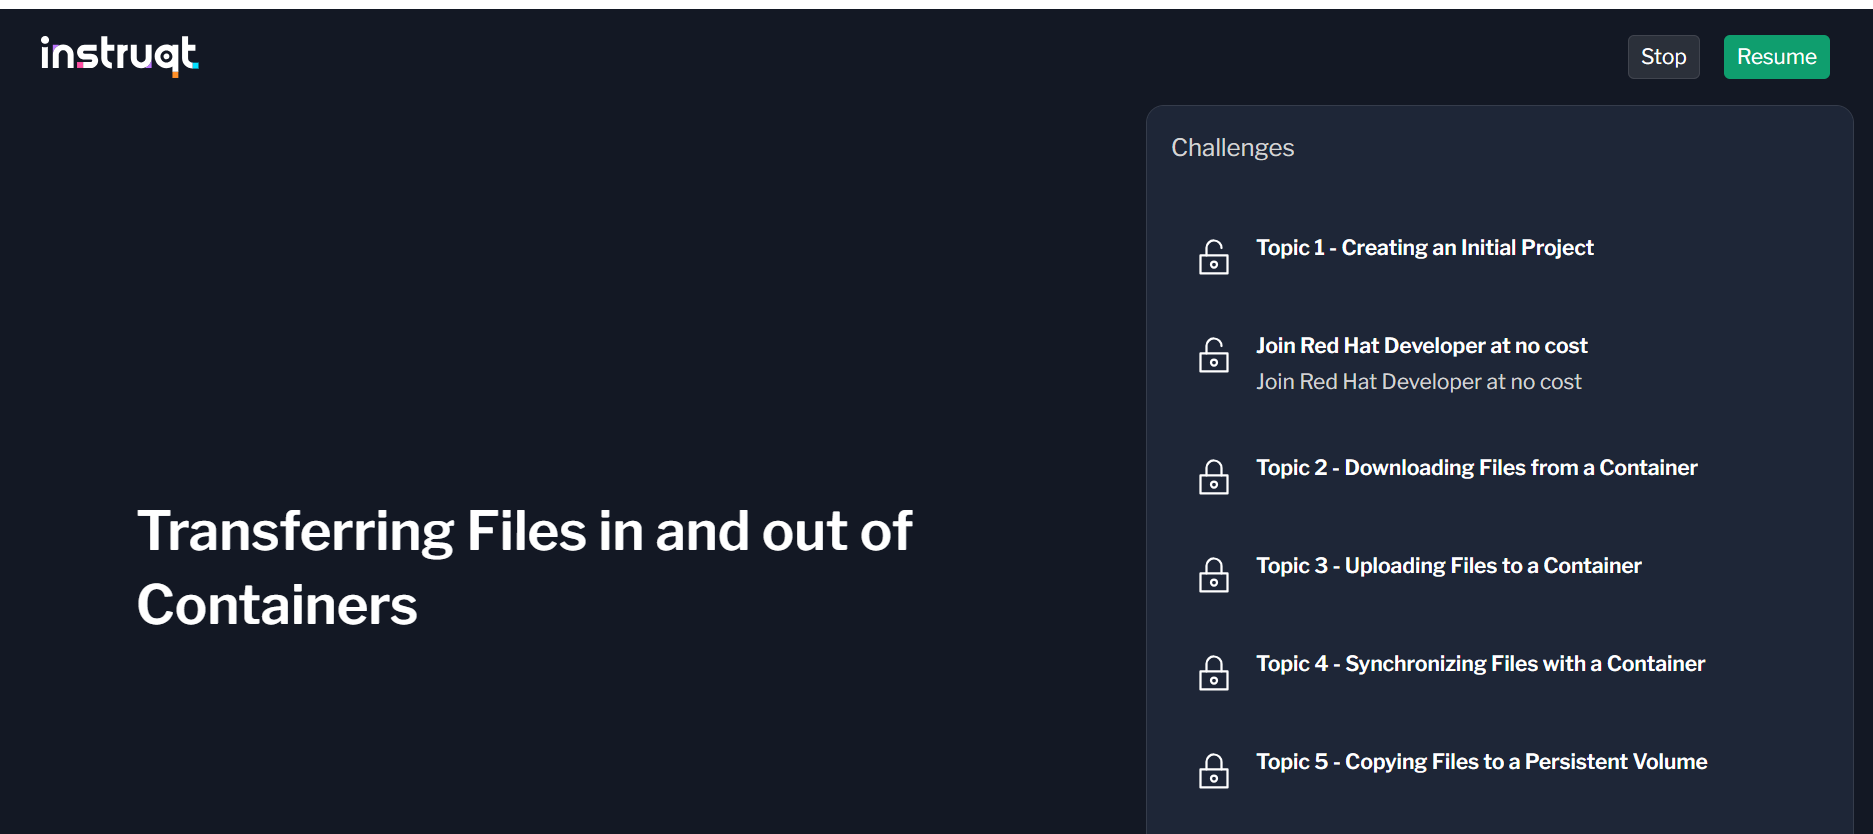 instruqt
Stop
Resume
Challenges
Topic 1 - Creating an Initial Project
Join Red Hat Developer at no cost
Join Red Hat Developer at no cost
Topic 2 - Downloading Files from a Container
Topic 3 - Uploading Files to a Container
Topic 4 - Synchronizing Files with a Container
Topic 5 - Copying Files to a Persistent Volume
Transferring Files in and out of
Containers